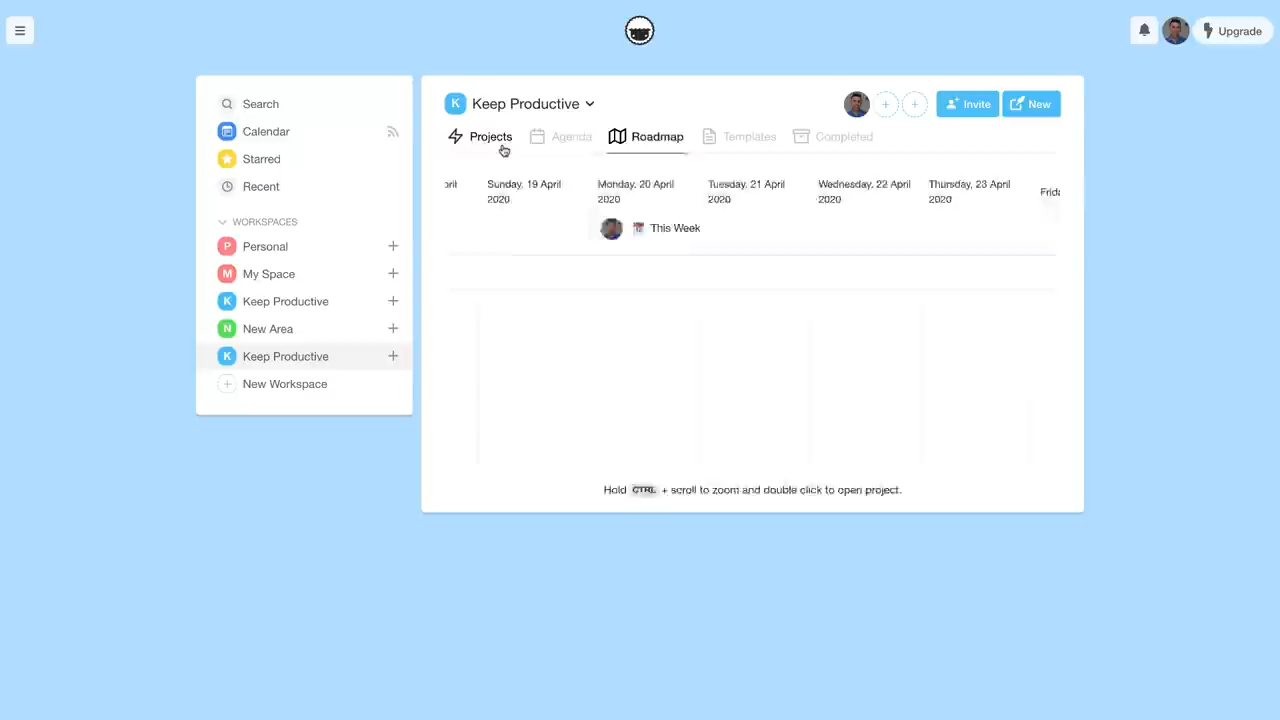 Upgrade
Search
Calendar
Starred
Recent
WORKSPACES
P Personal
M My Space
K Keep Productive
N New Area
K Keep Productive
New Workspace
K Keep Productive
Invite
New
Projects
Agenda
Roadmap
Templates
Completed
Sunday, 19 April 2020
Monday, 20 April 2020
Tuesday, 21 April 2020
Wednesday, 22 April 2020
Thursday, 23 April 2020
This Week
Hold CTRL + scroll to zoom and double click to open project.